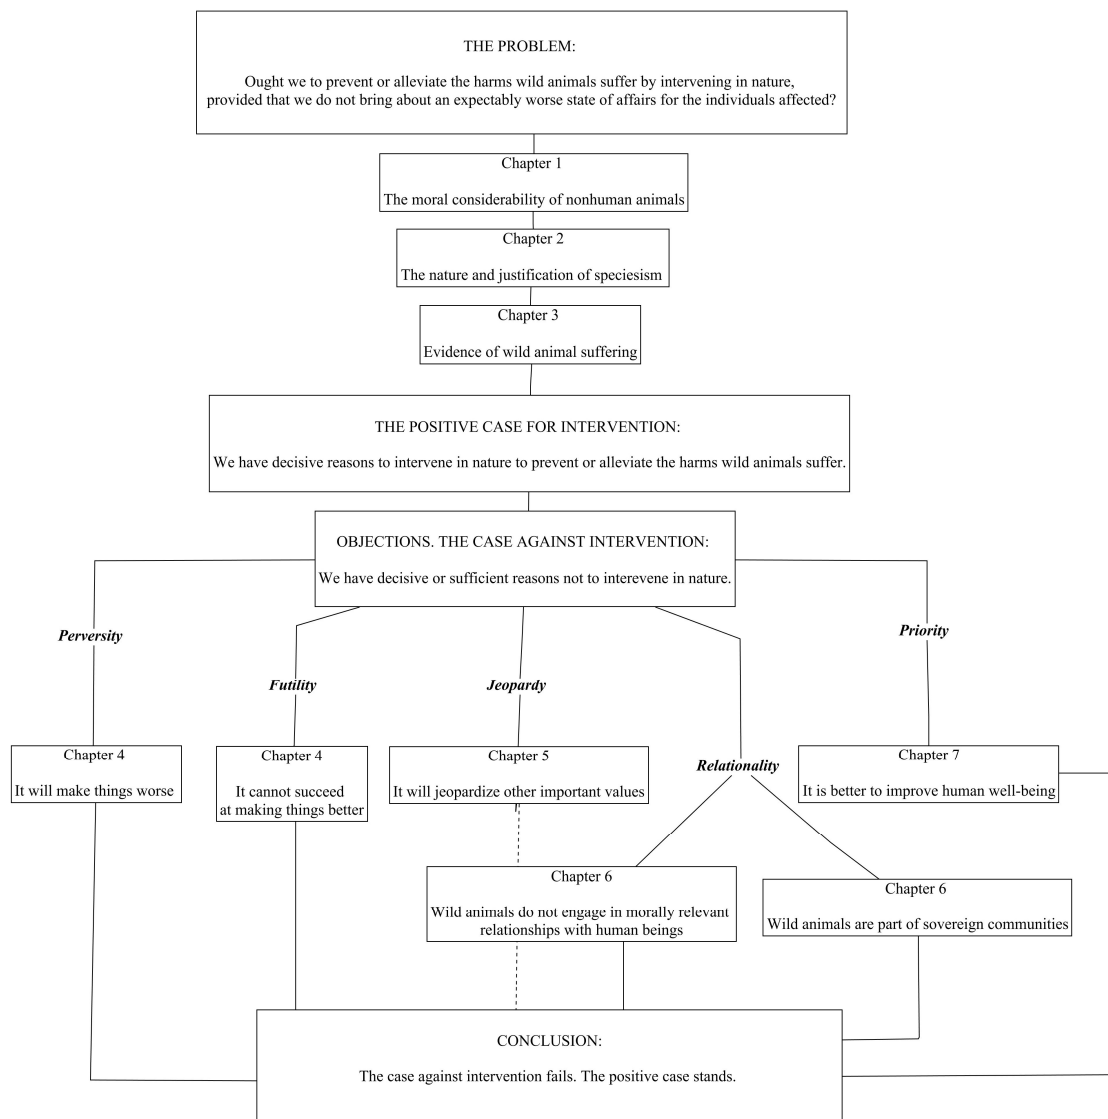 THE PROBLEM:
Ought we to prevent or alleviate the harms wild animals suffer by intervening in nature,
provided that we do not bring about an expectably worse state of affairs for the individuals affected?
Chapter 1
The moral considerability of nonhuman animals
Chapter 2
The nature and justification of speciesism
Chapter 3
Evidence of wild animal suffering
THE POSITIVE CASE FOR INTERVENTION:
We have decisive reasons to intervene in nature to prevent or alleviate the harms wild animals suffer.
OBJECTIONS. THE CASE AGAINST INTERVENTION:
We have decisive or sufficient reasons not to interevene in nature.
Perversity
Priority
Futility
Jeopardy
Chapter 4
It will make things worse
Chapter 4
It cannot succeed
at making things better
Chapter 5
It will jeopardize other important values
Relationality
Chapter 7
It is better to improve human well-being
Chapter 6
Wild animals do not engage in morally relevant
relationships with human beings
Chapter 6
Wild animals are part of sovereign communities
CONCLUSION:
The case against intervention fails. The positive case stands.